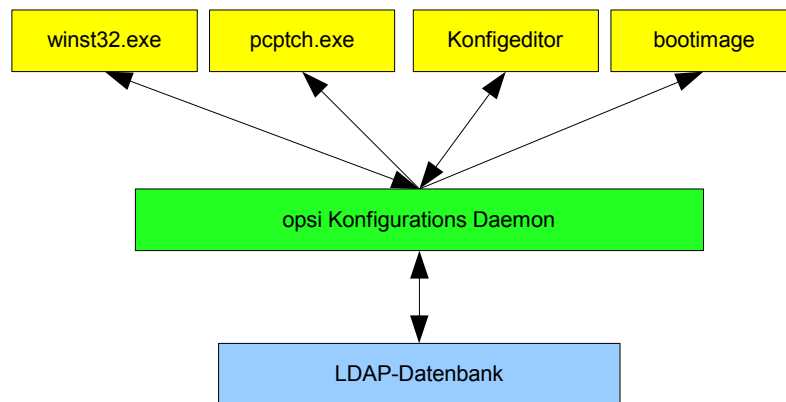 winst32.exe
pcptch.exe
Konfigeditor
bootimage
opsi Konfigurations Daemon
LDAP-Datenbank